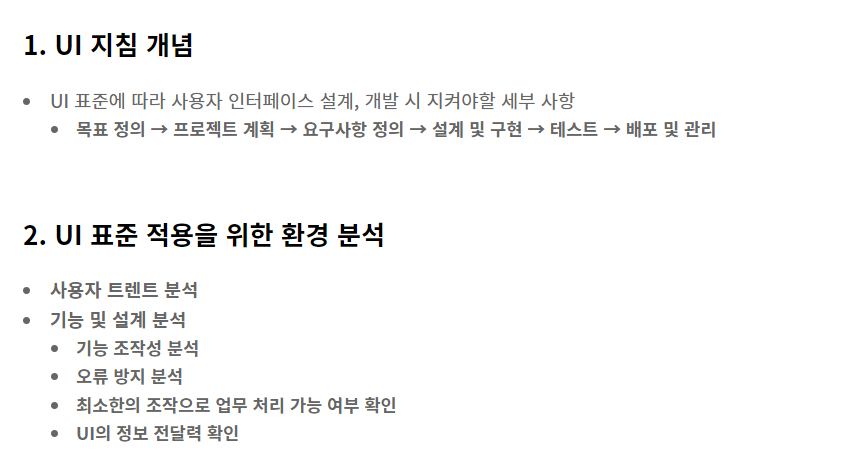 1. UI 지침 개념
UI 표준에 따라 사용자 인터페이스 설계, 개발 시 지켜야할 세부 사항
목표 정의 → 프로젝트 계획 → 요구사항 정의 → 설계 및 구현 → 테스트 → 배포 및 관리
2. UI 표준 적용을 위한 환경 분석
사용자 트렌트 분석
기능 및 설계 분석
기능 조작성 분석
오류 방지 분석
최소한의 조작으로 업무 처리 가능 여부 확인
UI의 정보 전달력 확인